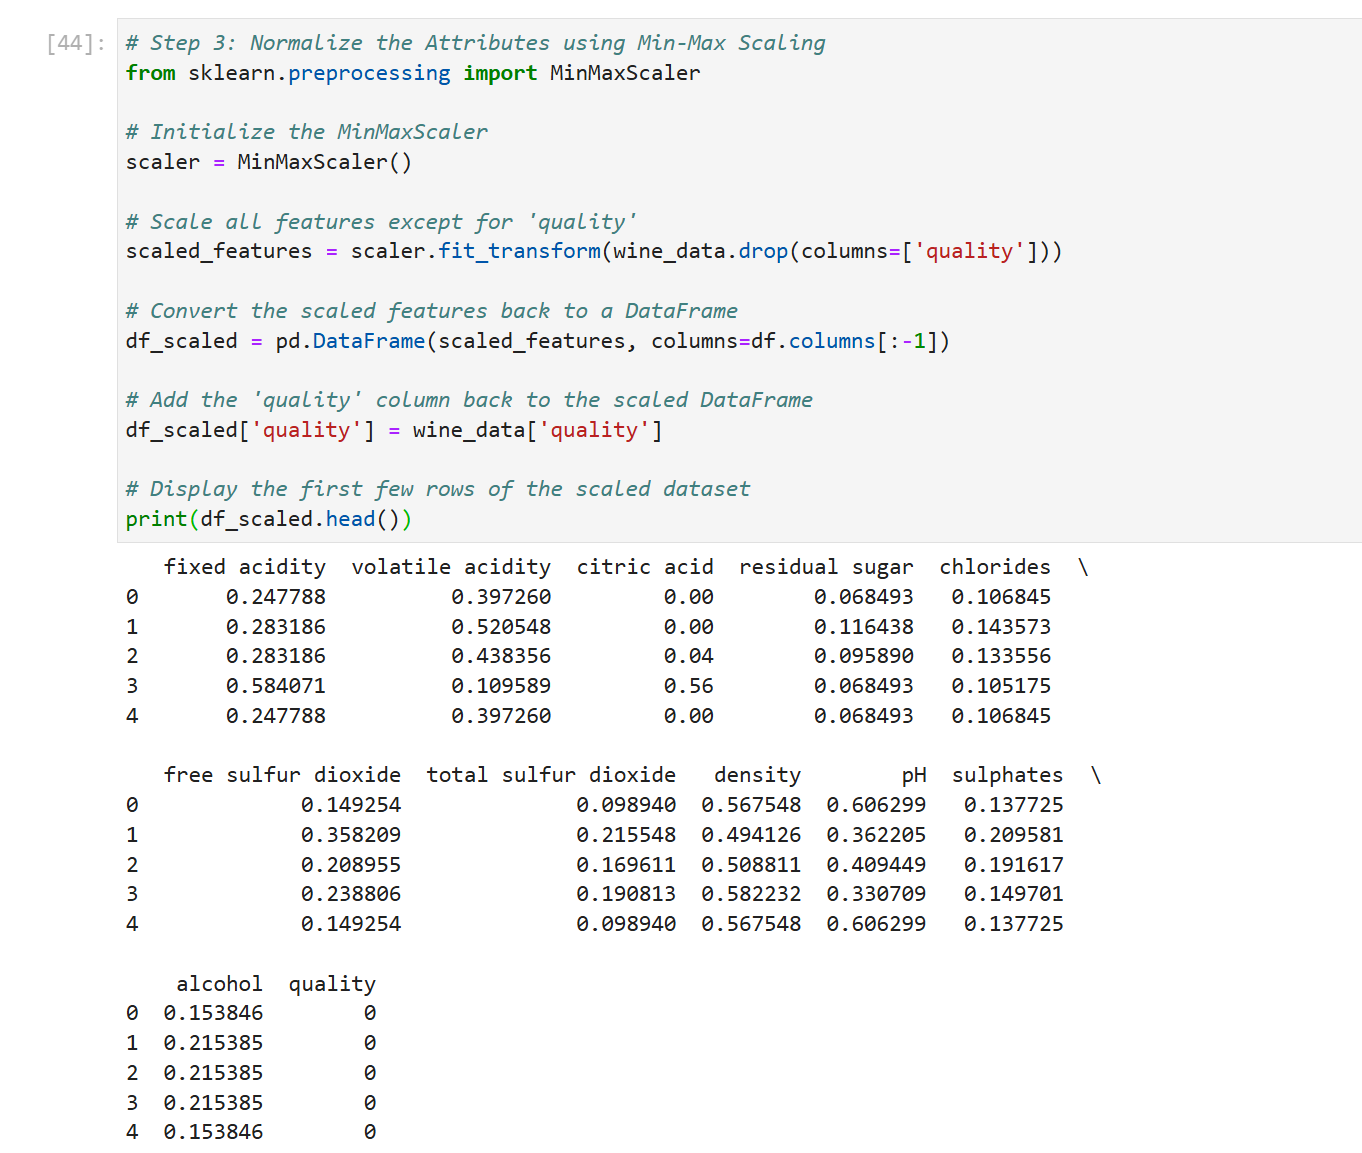 [44]:
# Step 3: Normalize the Attributes using Min-Max Scaling
from sklearn.preprocessing import MinMaxScaler

# Initialize the MinMaxScaler
scaler = MinMaxScaler()

# Scale all features except for 'quality'
scaled_features = scaler.fit_transform(wine_data.drop(columns=['quality']))

# Convert the scaled features back to a DataFrame
df_scaled = pd.DataFrame(scaled_features, columns=df.columns[:-1])

# Add the 'quality' column back to the scaled DataFrame
df_scaled['quality'] = wine_data['quality']

# Display the first few rows of the scaled dataset
print(df_scaled.head())

   fixed acidity  volatile acidity  citric acid  residual sugar  chlorides  \
0       0.247788          0.397260         0.00        0.068493   0.106845
1       0.283186          0.520548         0.00        0.116438   0.143573
2       0.283186          0.438356         0.04        0.095890   0.133556
3       0.584071          0.109589         0.56        0.068493   0.105175
4       0.247788          0.397260         0.00        0.068493   0.106845

   free sulfur dioxide  total sulfur dioxide   density        pH  sulphates  \
0             0.149254              0.098940  0.567548  0.606299   0.137725
1             0.358209              0.215548  0.494126  0.362205   0.209581
2             0.208955              0.169611  0.508811  0.409449   0.191617
3             0.238806              0.190813  0.582232  0.330709   0.149701
4             0.149254              0.098940  0.567548  0.606299   0.137725

    alcohol  quality
0  0.153846        0
1  0.215385        0
2  0.215385        0
3  0.215385        0
4  0.153846        0